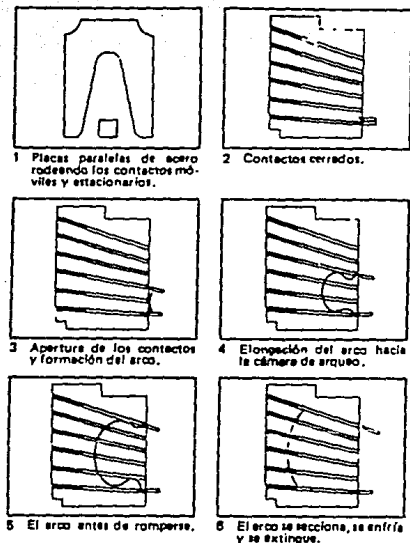 1 Placas paralelas de acero
rodeando los contactos mó-
viles y estacionarios.
2 Contactos cerrados.
3 Apertura de los contactos
y formación del arco.
4 Elongación del arco hacia
la cámara de arqueo.
5 El arco antes de romperse.
6 El arco se secciona, se enfría
y se extingue.